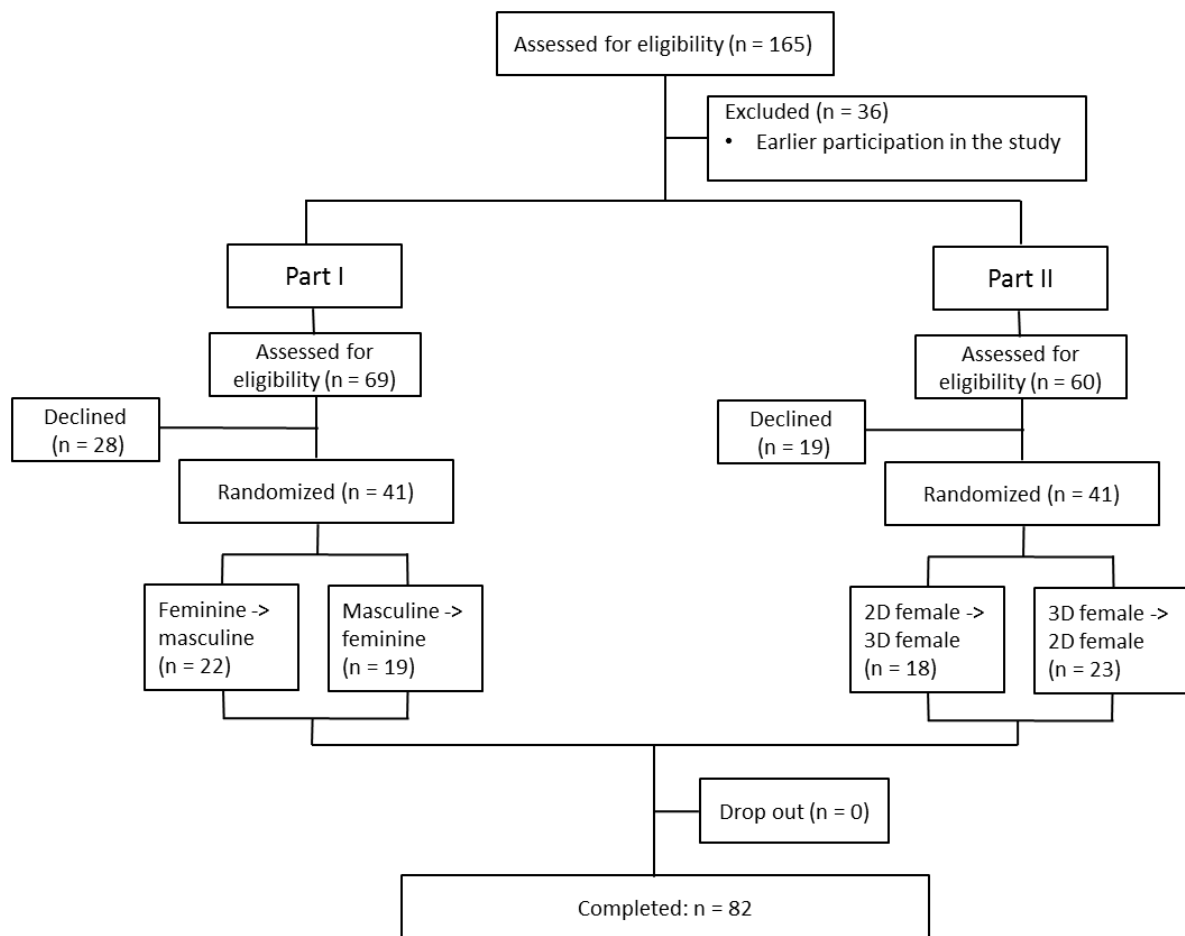 Assessed for eligibility (n = 165)
Excluded (n = 36)
• Earlier participation in the study
Part I
Part II
Assessed for
eligibility (n = 69)
Assessed for
eligibility (n = 60)
Declined
(n = 28)
Declined
(n = 19)
Randomized (n = 41)
Randomized (n = 41)
Feminine ->
masculine
(n = 22)
Masculine ->
feminine
(n = 19)
2D female ->
3D female
(n = 18)
3D female ->
2D female
(n = 23)
Drop out (n = 0)
Completed: n = 82